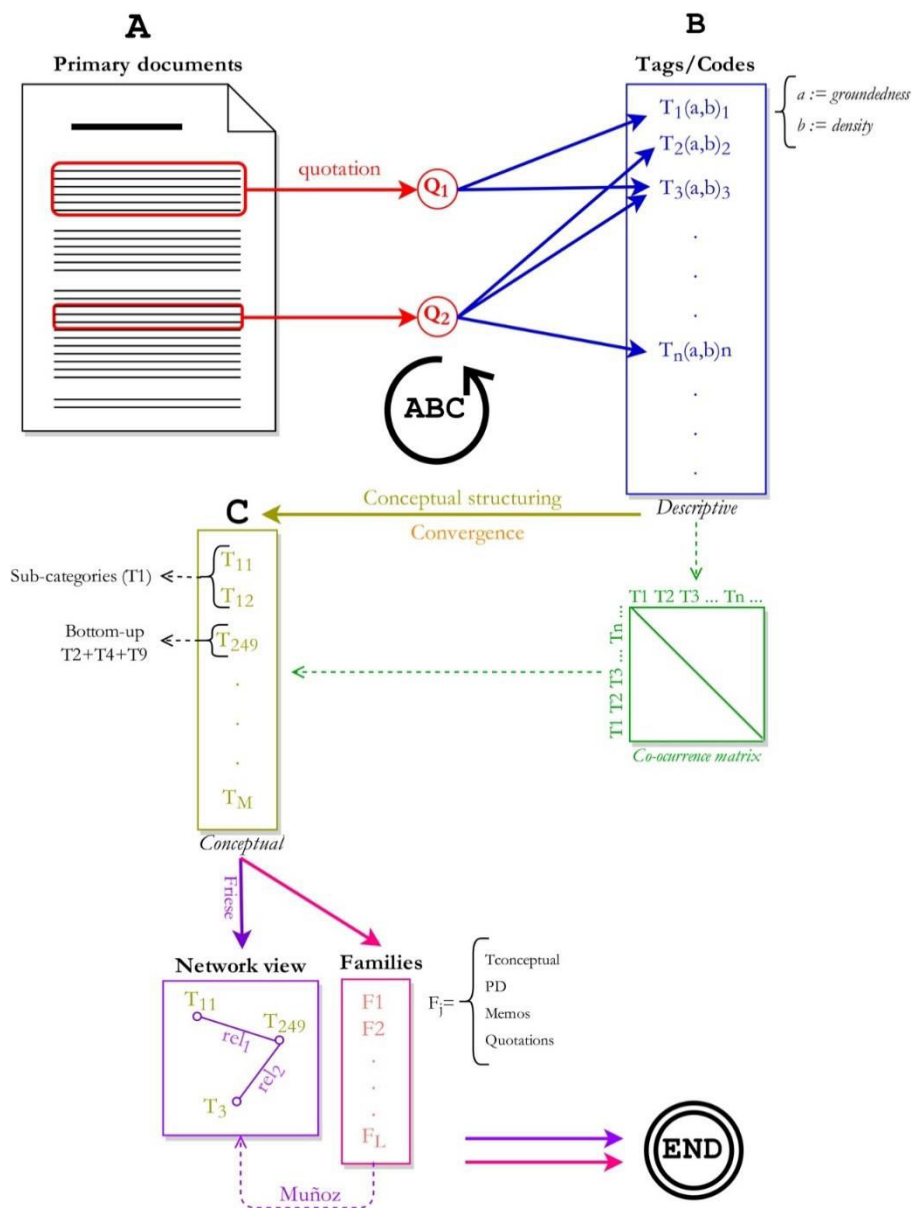 A
Primary documents
quotation
Q1
Q2
ABC
B
Tags/Codes
T1(a,b)1
T2(a,b)2
T3(a,b)3
.
.
.
Tn(a,b)n
.
.
.
Descriptive
a := groundedness
b := density
Conceptual structuring
Convergence
C
T11
T12
T249
.
.
.
TM
Conceptual
Sub-categories (T1)
Bottom-up
T2+T4+T9
T1 T2 T3 ... Tn ...
T1 T2 T3 ... Tn ...
Co-ocurrence matrix
Friese
Network view
T11
T249
rel1
rel2
T3
Families
F1
F2
.
.
.
FL
Fj=
Tconceptual
PD
Memos
Quotations
Muñoz
END